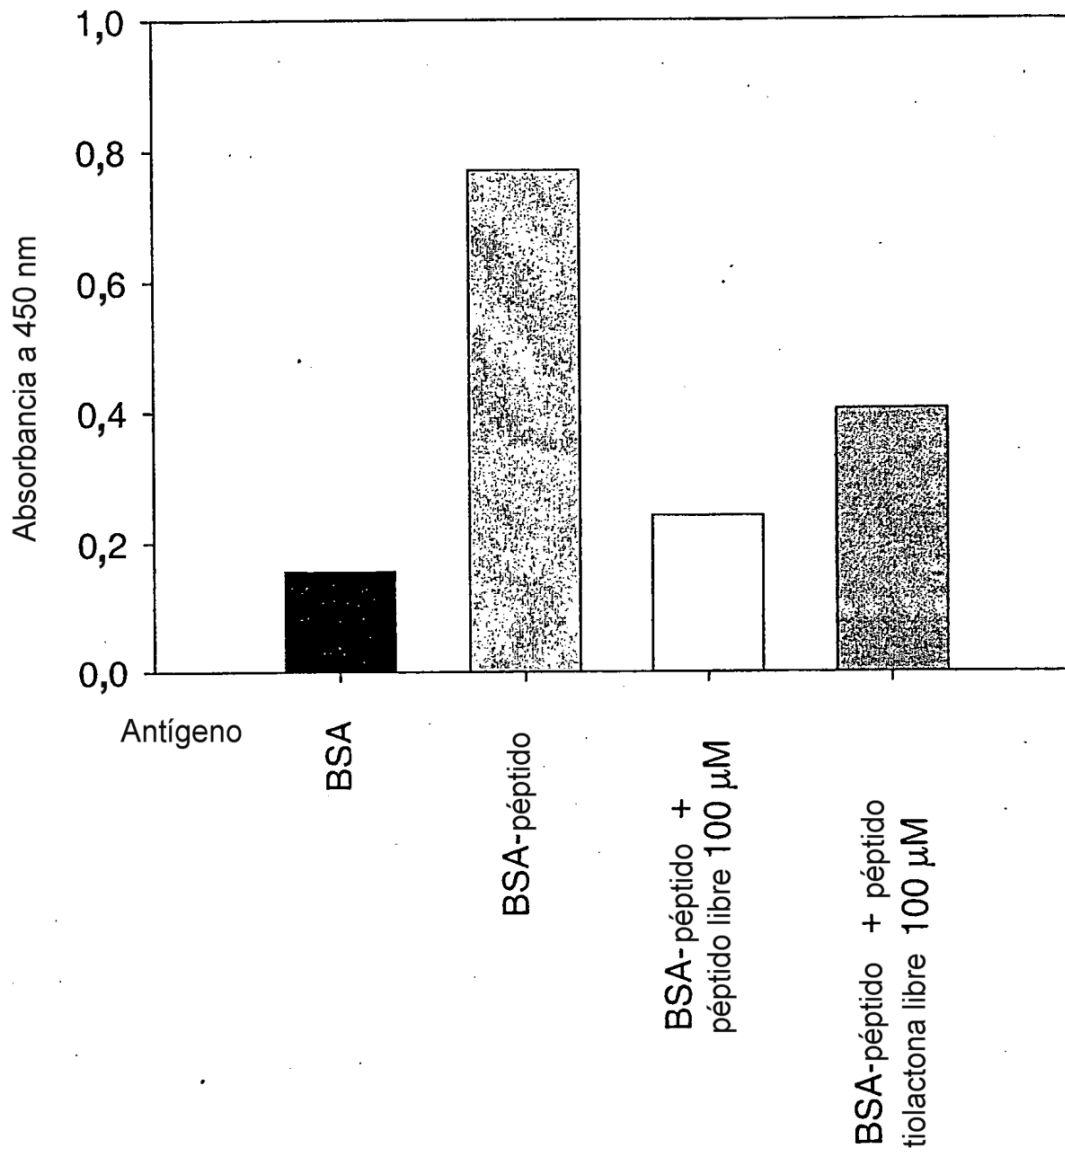 1,0
0,8
0,6
0,4
0,2
0,0
Absorbancia a 450 nm
Antígeno
BSA
BSA-péptido
BSA-péptido +
péptido libre 100 µM
BSA-péptido + péptido
tiolactona libre 100 µM